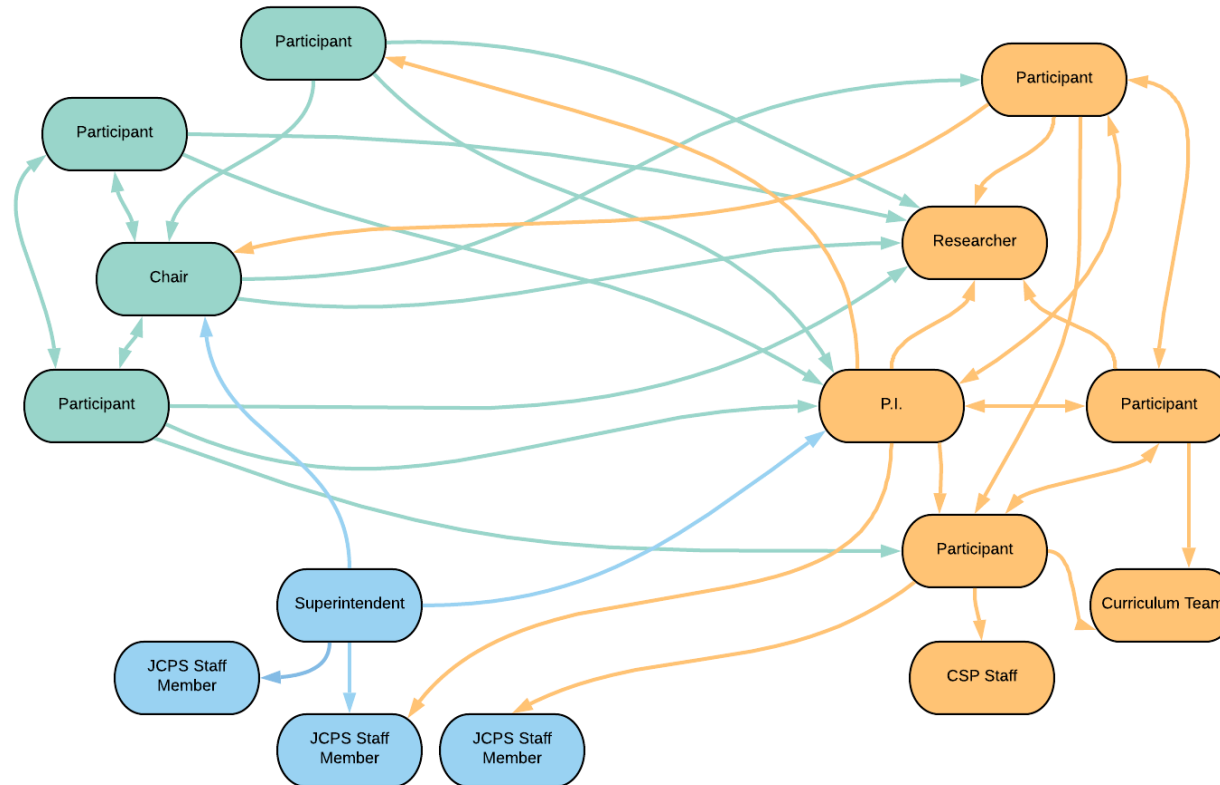 Participant
Participant
Participant
Researcher
Chair
Participant
P.I.
Participant
Participant
Superintendent
Curriculum Team
JCPS Staff
Member
CSP Staff
JCPS Staff
Member
JCPS Staff
Member